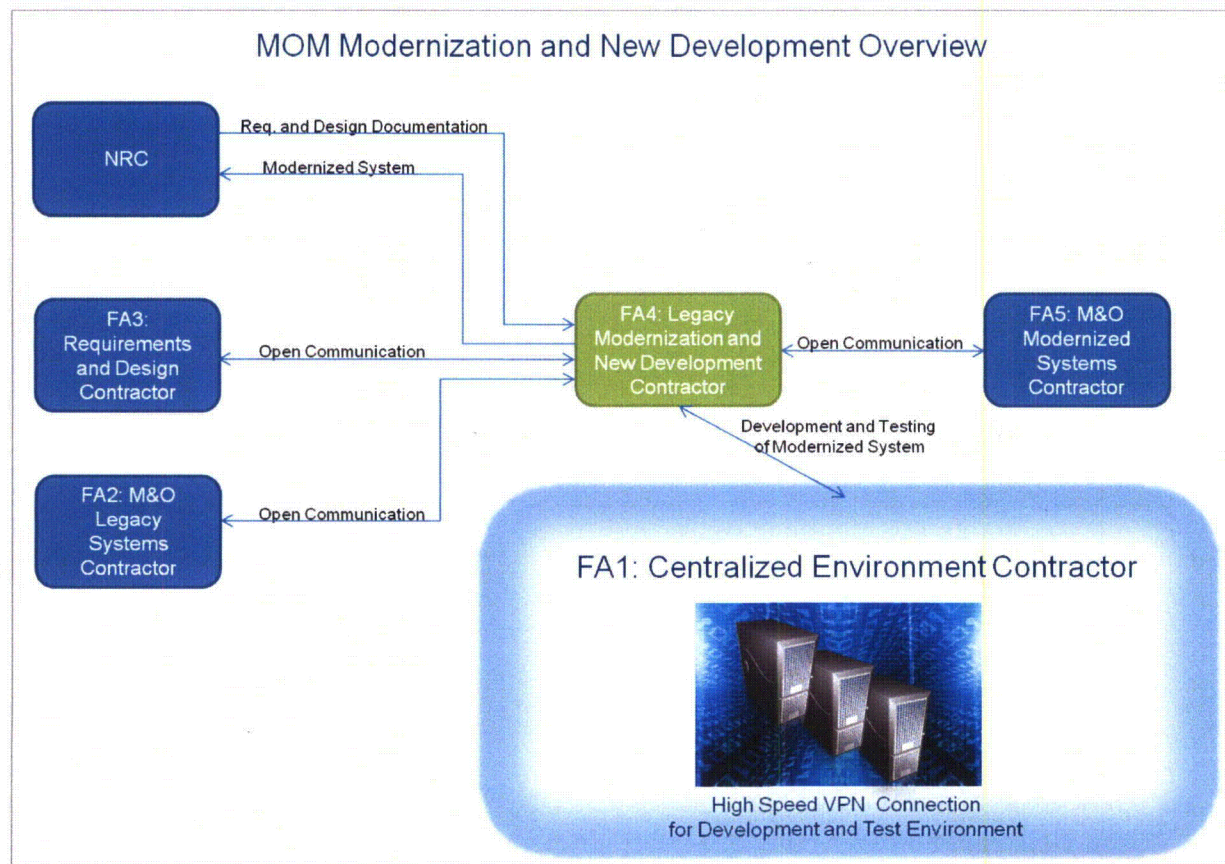 MOM Modernization and New Development Overview
NRC
Req. and Design Documentation
Modernized System
FA3:
Requirements
and Design
Contractor
Open Communication
FA4: Legacy
Modernization and
New Development
Contractor
Open Communication
FA5: M&O
Modernized
Systems
Contractor
FA2: M&O
Legacy
Systems
Contractor
Open Communication
Development and Testing
of Modernized System
FA1: Centralized Environment Contractor
High Speed VPN Connection
for Development and Test Environment